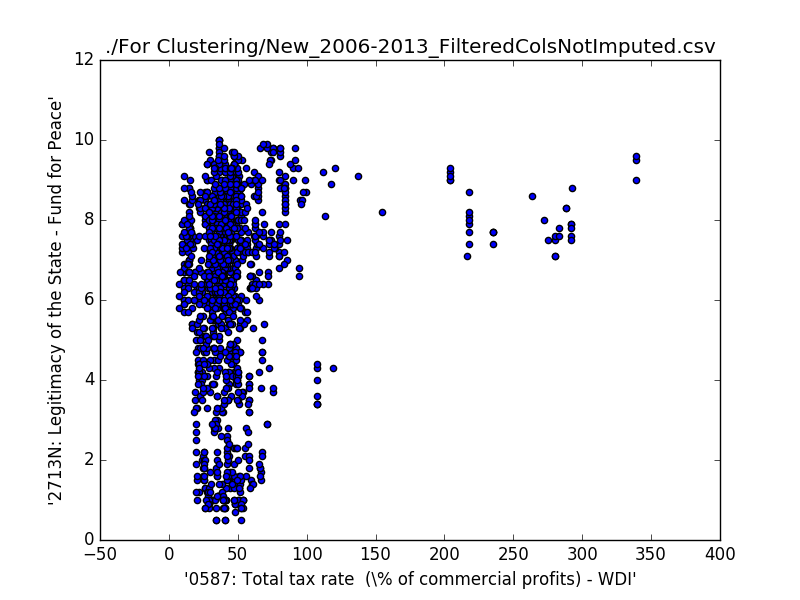 ./For Clustering/New_2006-2013_FilteredColsNotImputed.csv
'2713N: Legitimacy of the State - Fund for Peace'
12
10
8
6
4
2
0
−50 0 50 100 150 200 250 300 350 400
'0587: Total tax rate  (\% of commercial profits) - WDI'